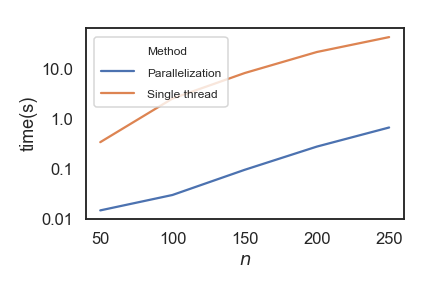 Method
Parallelization
Single thread
10.0
1.0
0.1
0.01
time(s)
50 100 150 200 250
n